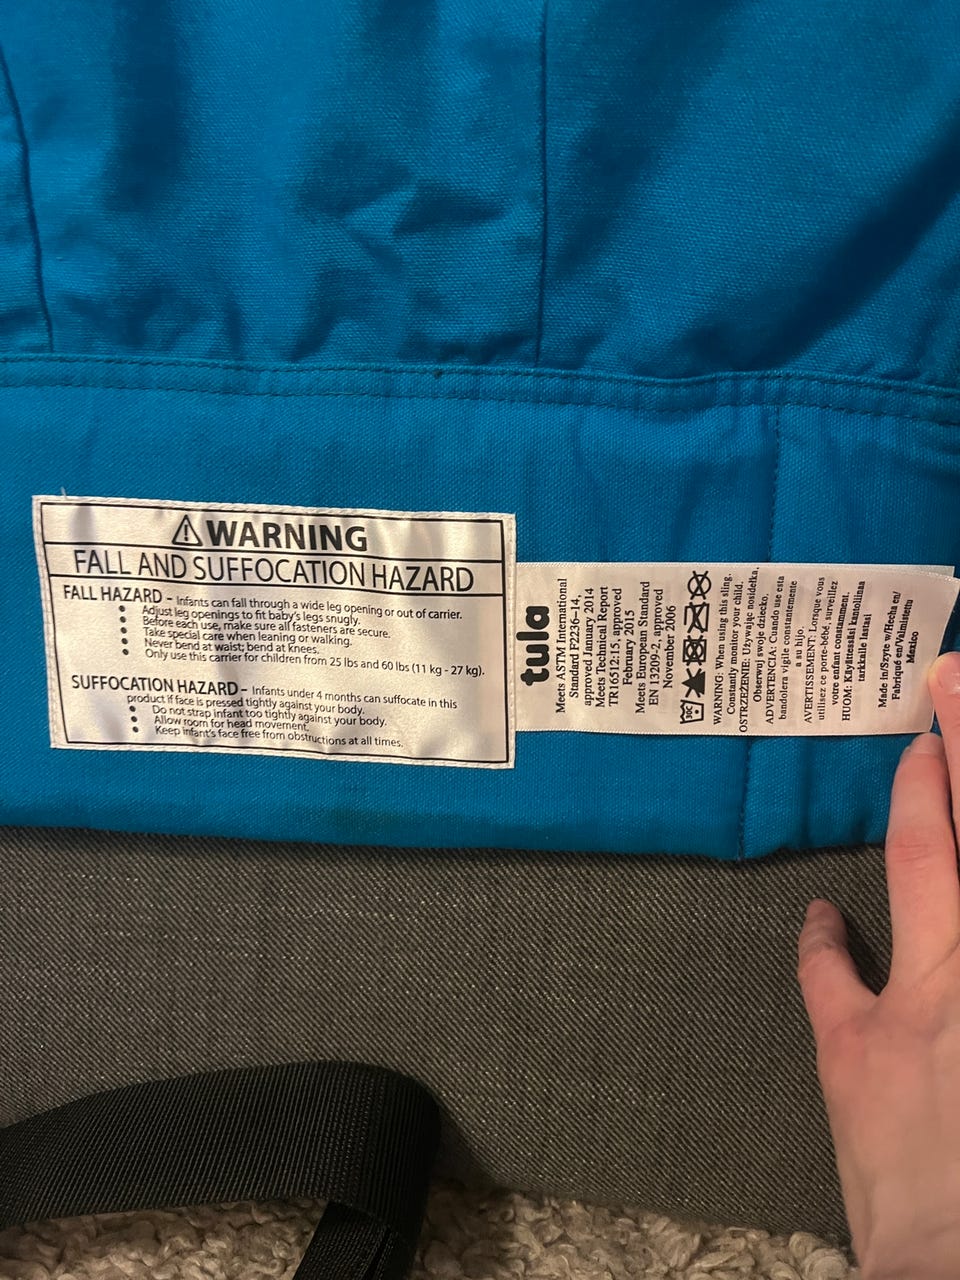 WARNING
FALL AND SUFFOCATION HAZARD
FALL HAZARD - Infants can fall through a wide leg opening or out of carrier.
• Adjust leg openings to fit baby's legs snugly.
• Before each use, make sure all fasteners are secure.
• Take special care when leaning or walking.
• Never bend at waist; bend at knees.
• Only use this carrier for children from 25 lbs and 60 lbs (11 kg - 27 kg).
SUFFOCATION HAZARD - Infants under 4 months can suffocate in this
product if face is pressed tightly against your body.
• Do not strap infant too tightly against your body.
• Allow room for head movement.
• Keep infant's face free from obstructions at all times.
tula
Meets ASTM International
Standard F2236-14,
approved January 2014
Meets Technical Report
TR16512:15, approved
February 2015
Meets European Standard
EN 13209-2, approved
November 2006
30C
WARNING: When using this sling.
Constantly monitor your child.
OSTRZEŻENIE: Używając nosidełka,
Obserwuj swoje dziecko.
ADVERTENCIA: Cuando use esta
bandolera vigile constantemente
a su hijo.
AVERTISSEMENT: Lorsque vous
utilisez ce porte-bébé, surveillez
votre enfant constamment.
HUOM: Käyttäessäsi kantoliinaa
tarkkaile lastasi
Made in/Szyte w/Hecho en/
Fabriqué en/Valmistettu
México